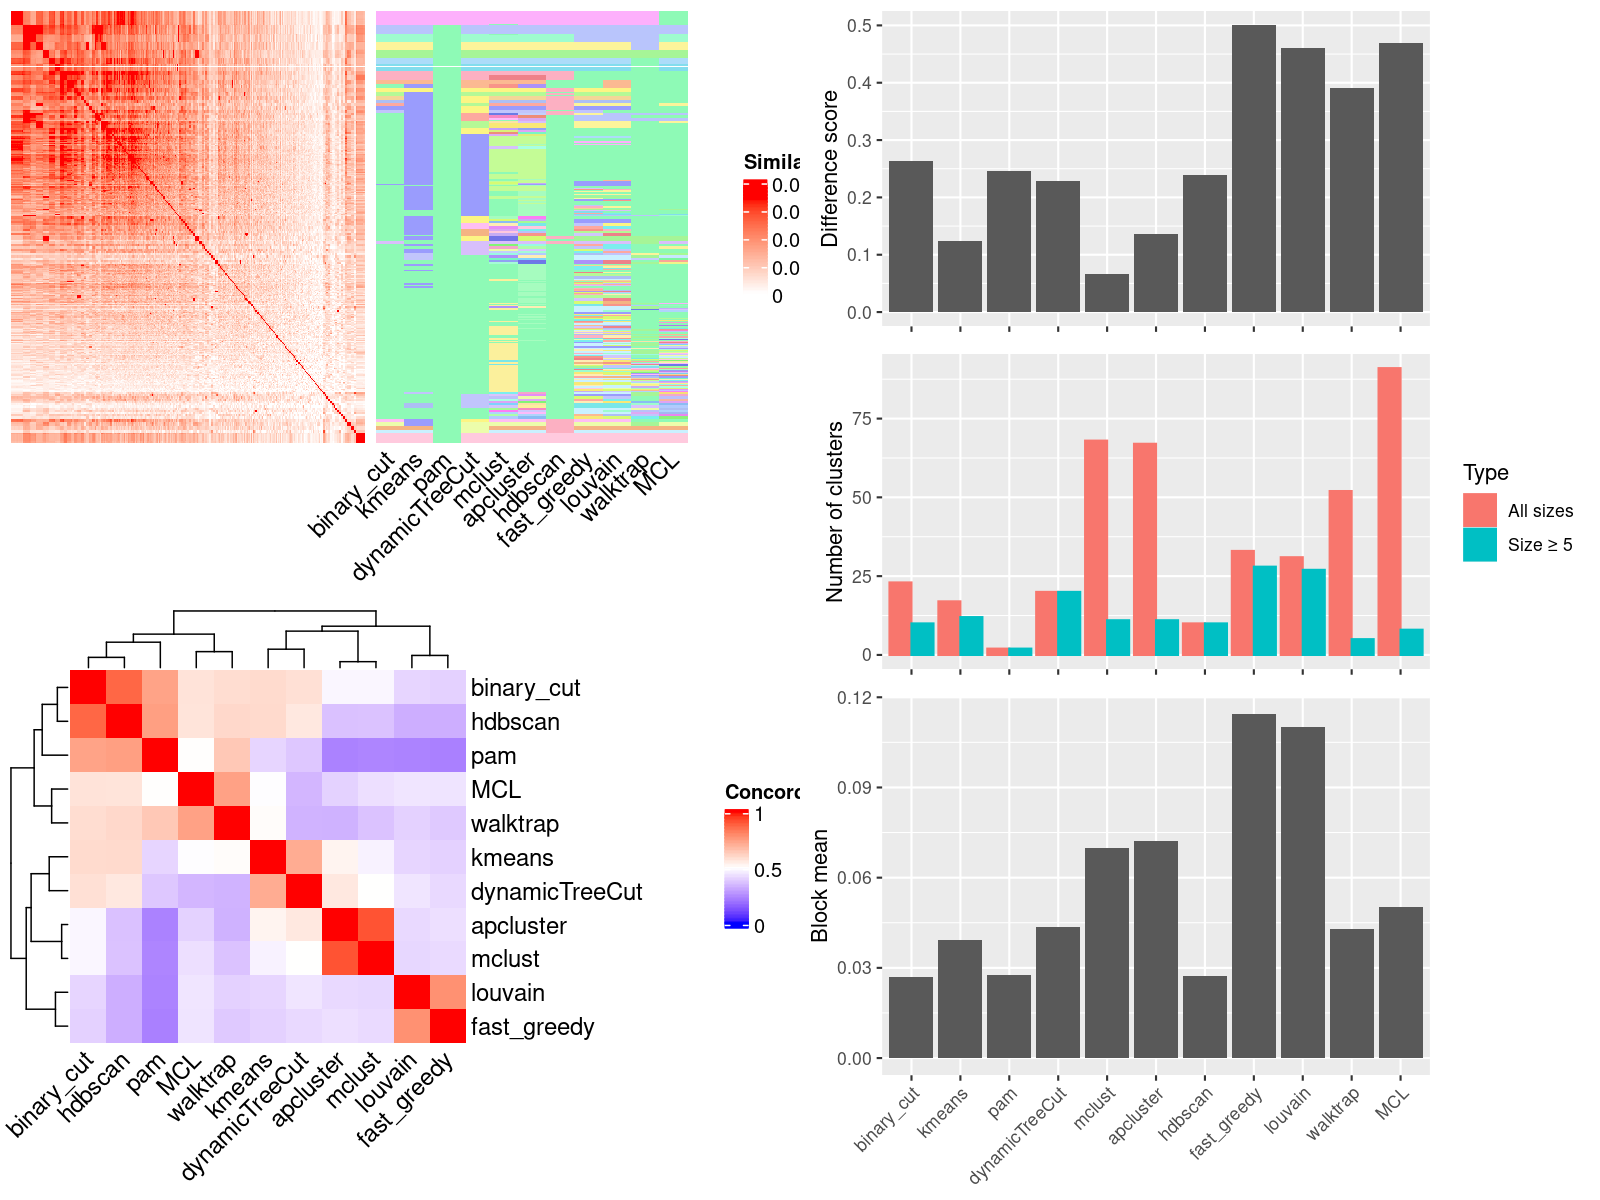 Simila
0.0
0.0
0.0
0.0
0
binary_cut
kmeans
pam
dynamicTreeCut
mclust
apcluster
hdbscan
fast_greedy
louvain
walktrap
MCL
binary_cut
hdbscan
pam
MCL
walktrap
kmeans
dynamicTreeCut
apcluster
mclust
louvain
fast_greedy
binary_cut
hdbscan
pam
MCL
walktrap
kmeans
dynamicTreeCut
apcluster
mclust
louvain
fast_greedy
Concord
1
0.5
0
Difference score
0.5
0.4
0.3
0.2
0.1
0.0
Number of clusters
75
50
25
0
Type
All sizes
Size ≥ 5
Block mean
0.12
0.09
0.06
0.03
0.00
binary_cut
kmeans
pam
dynamicTreeCut
mclust
apcluster
hdbscan
fast_greedy
louvain
walktrap
MCL